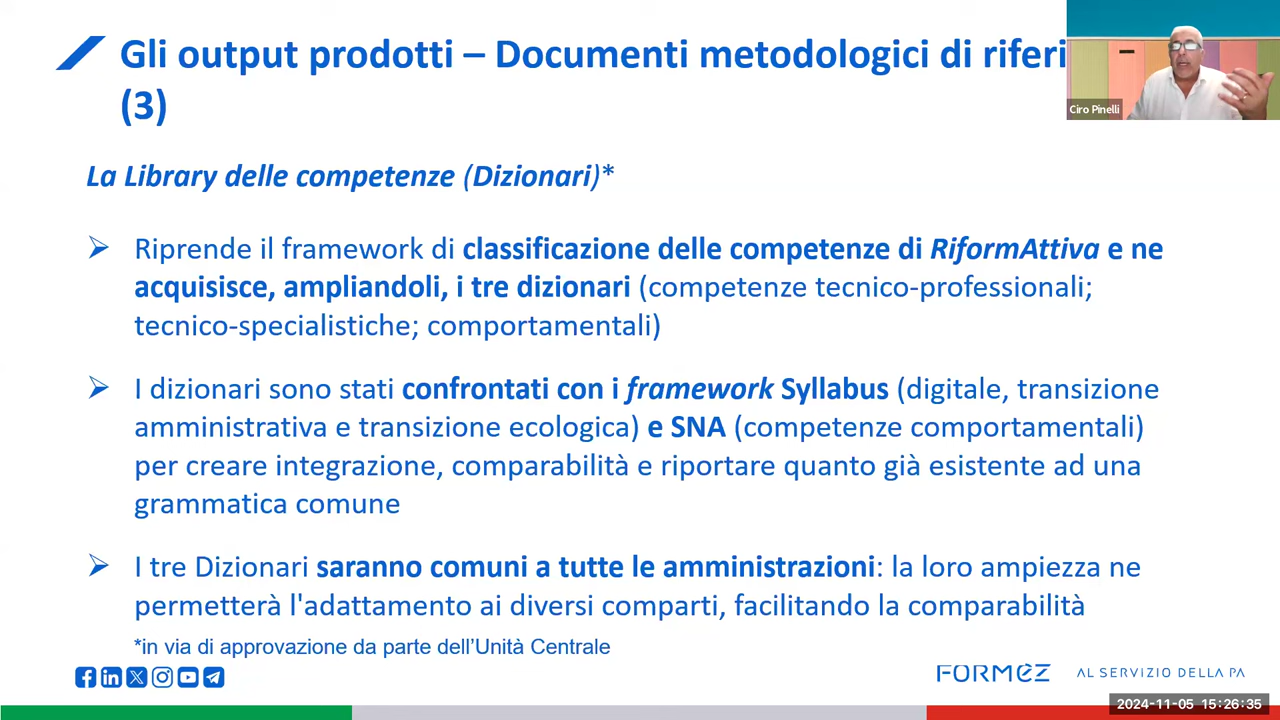 Gli output prodotti – Documenti metodologici di riferi
(3)
Ciro Pinelli
La Library delle competenze (Dizionari)*
Riprende il framework di classificazione delle competenze di RiformAttiva e ne
acquisisce, ampliandoli, i tre dizionari (competenze tecnico-professionali;
tecnico-specialistiche; comportamentali)
I dizionari sono stati confrontati con i framework Syllabus (digitale, transizione
amministrativa e transizione ecologica) e SNA (competenze comportamentali)
per creare integrazione, comparabilità e riportare quanto già esistente ad una
grammatica comune
I tre Dizionari saranno comuni a tutte le amministrazioni: la loro ampiezza ne
permetterà l'adattamento ai diversi comparti, facilitando la comparabilità
*in via di approvazione da parte dell’Unità Centrale
FORMEZ AL SERVIZIO DELLA PA
2024-11-05 15:26:35